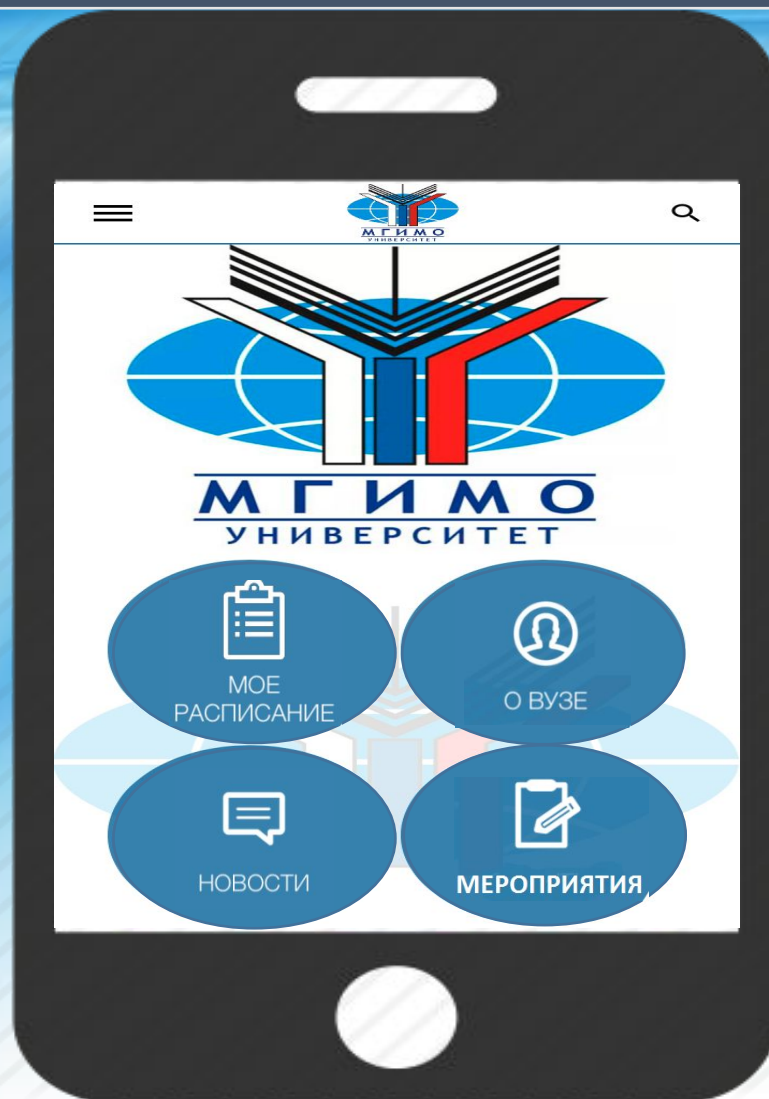 МГИМО
УНИВЕРСИТЕТ
МГИМО
УНИВЕРСИТЕТ
МОЕ
РАСПИСАНИЕ
О ВУЗЕ
НОВОСТИ
МЕРОПРИЯТИЯ